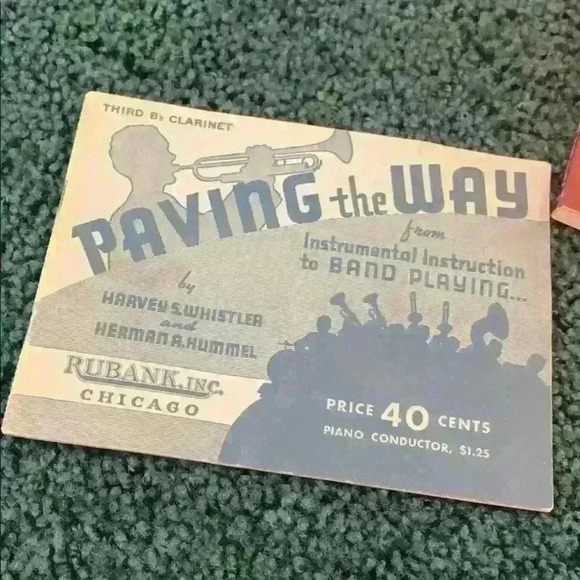 THIRD B♭ CLARINET
PAVING the WAY
from
Instrumental Instruction
to BAND PLAYING...
by
HARVEY S. WHISTLER
and
HERMAN A. HUMMEL
RUBANK, INC.
CHICAGO
PRICE 40 CENTS
PIANO CONDUCTOR, $1.25